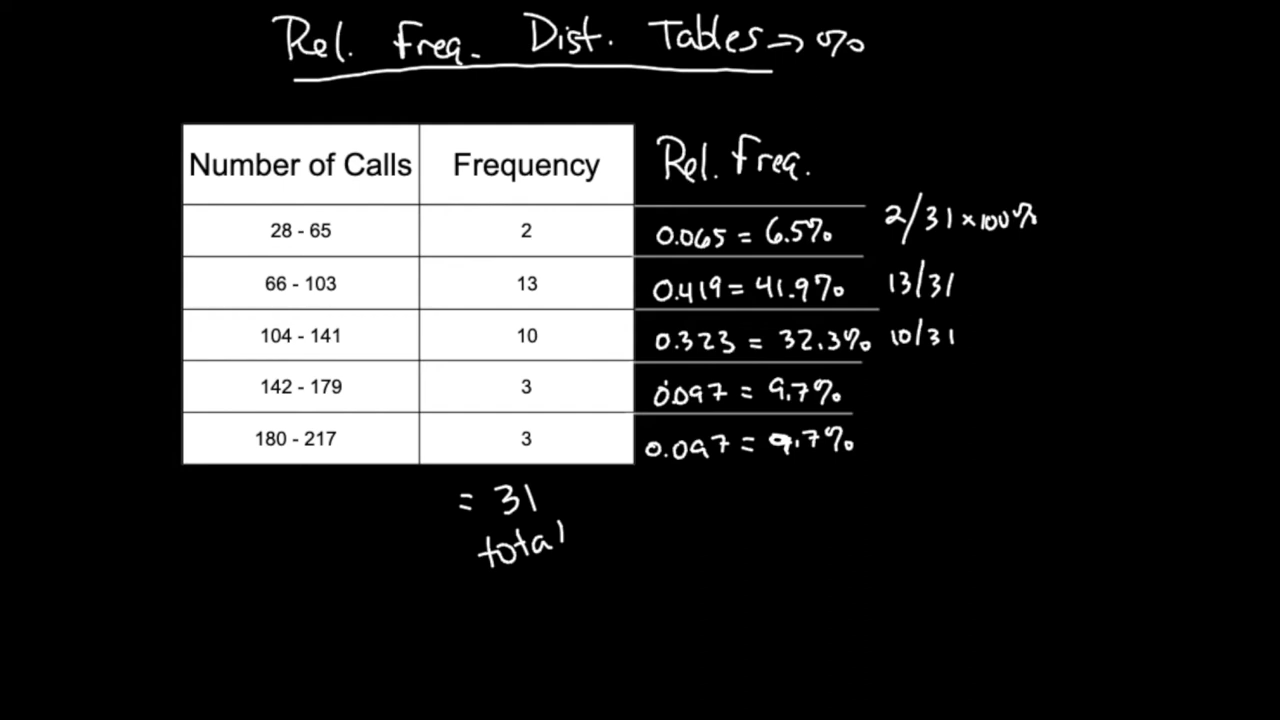 Rel. Freq. Dist. Tables → %
Number of Calls Frequency Rel. Freq.
28 - 65 2 0.065 = 6.5% 2/31 × 100%
66 - 103 13 0.419 = 41.9% 13/31
104 - 141 10 0.323 = 32.3% 10/31
142 - 179 3 0.097 = 9.7%
180 - 217 3 0.097 = 9.7%
= 31
total